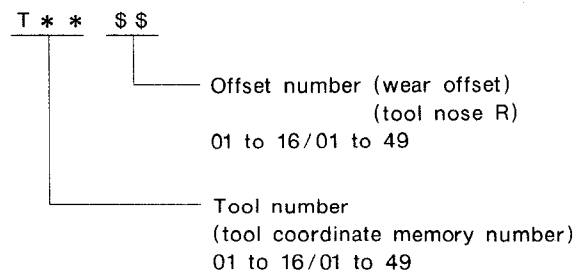 T * * $ $
Offset number (wear offset)
(tool nose R)
01 to 16/01 to 49
Tool number
(tool coordinate memory number)
01 to 16/01 to 49